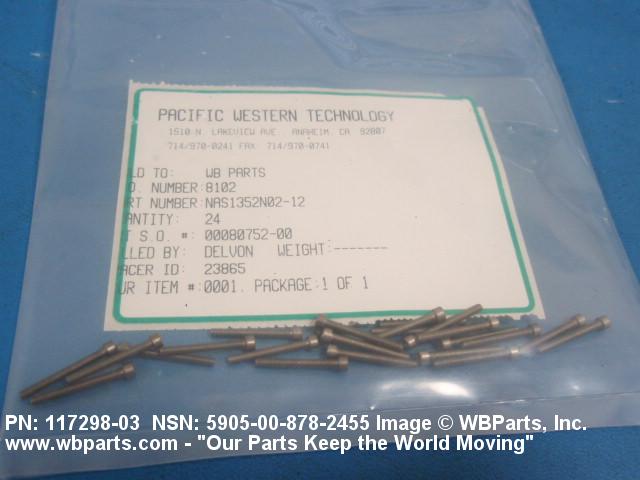 PACIFIC WESTERN TECHNOLOGY
1510 N. LAKEVIEW AVE. ANAHEIM, CA 92807
714/970-0241 FAX 714/970-0741
LD TO: WB PARTS
O. NUMBER: 8102
RT NUMBER: NAS1352N02-12
ANTITY: 24
T S.O. #: 00080752-00
LLED BY: DELVON WEIGHT:-------
ACER ID: 23865
UR ITEM #:0001. PACKAGE:1 OF 1
PN: 117298-03 NSN: 5905-00-878-2455 Image © WBParts, Inc.
www.wbparts.com - "Our Parts Keep the World Moving"